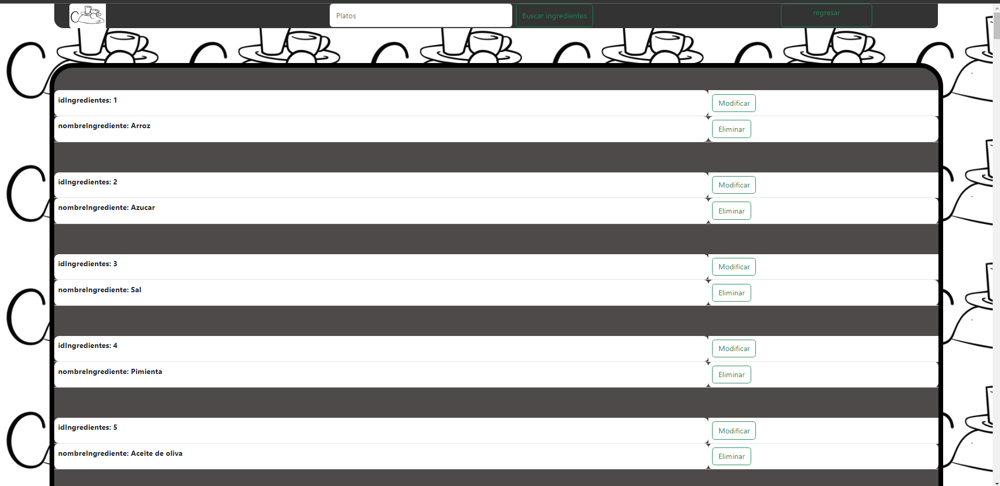 Platos
Buscar ingredientes
regresar
idIngredientes: 1
Modificar
nombreIngrediente: Arroz
Eliminar
idIngredientes: 2
Modificar
nombreIngrediente: Azucar
Eliminar
idIngredientes: 3
Modificar
nombreIngrediente: Sal
Eliminar
idIngredientes: 4
Modificar
nombreIngrediente: Pimienta
Eliminar
idIngredientes: 5
Modificar
nombreIngrediente: Aceite de oliva
Eliminar